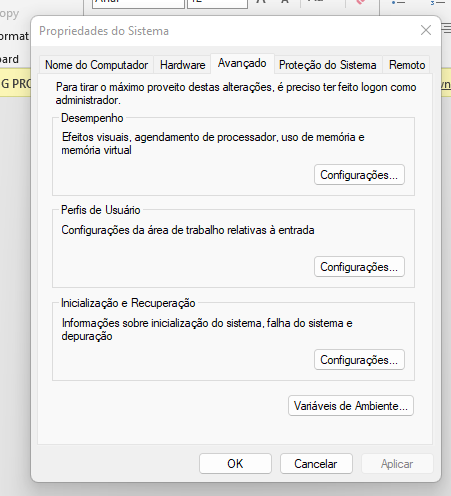 opy
Propriedades do Sistema
ormat
ard
Nome do Computador Hardware Avançado Proteção do Sistema Remoto
G PRO
Para tirar o máximo proveito destas alterações, é preciso ter feito logon como
administrador.
Desempenho
Efeitos visuais, agendamento de processador, uso de memória e
memória virtual
Configurações...
Perfis de Usuário
Configurações da área de trabalho relativas à entrada
Configurações...
Inicialização e Recuperação
Informações sobre inicialização do sistema, falha do sistema e
depuração
Configurações...
Variáveis de Ambiente...
OK Cancelar Aplicar